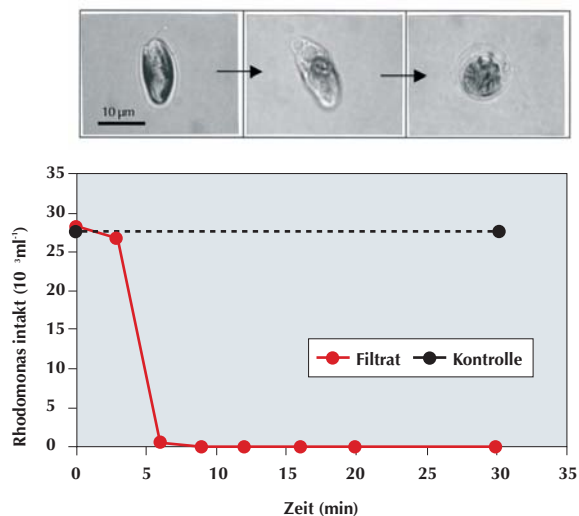 10 µm
35
30
25
20
15
10
5
0
Rhodomonas intakt (10 ³ml⁻¹)
Filtrat
Kontrolle
0 5 10 15 20 25 30 35
Zeit (min)